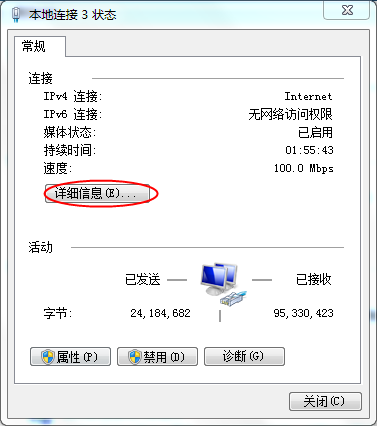 本地连接 3 状态
常规
连接
IPv4 连接: Internet
IPv6 连接: 无网络访问权限
媒体状态: 已启用
持续时间: 01:55:43
速度: 100.0 Mbps
详细信息(E)...
活动
已发送 — 已接收
字节: 24,184,682 | 95,330,423
属性(P) 禁用(D) 诊断(G)
关闭(C)